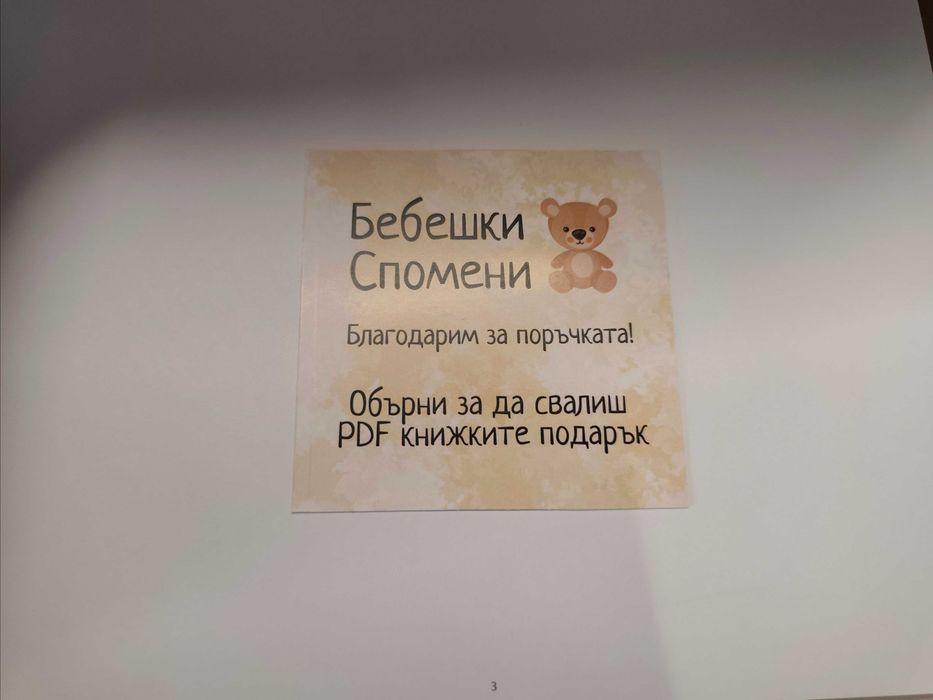 Бебешки
Спомени
Благодарим за поръчката!
Обърни за да свалиш
PDF книжките подарък
3